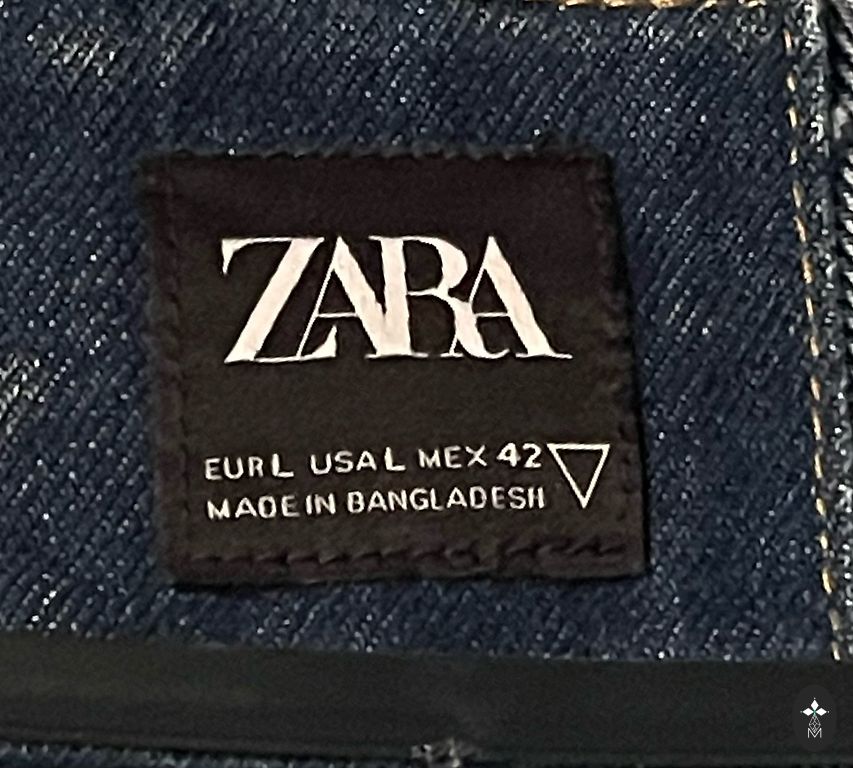 ZARA
EUR L USA L MEX 42
MADE IN BANGLADESH
M